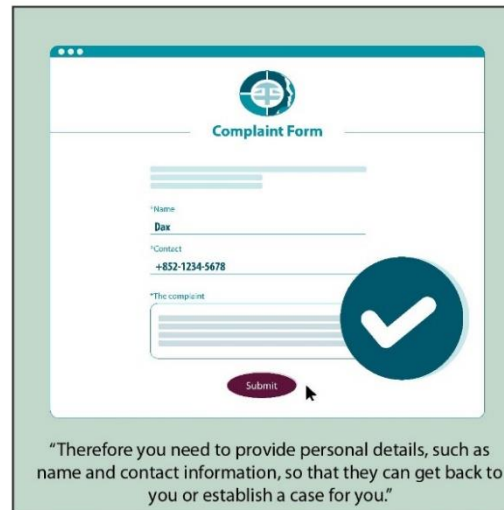 Complaint Form
*Name
Dax
*Contact
+852-1234-5678
*The complaint
Submit
“Therefore you need to provide personal details, such as
name and contact information, so that they can get back to
you or establish a case for you.”